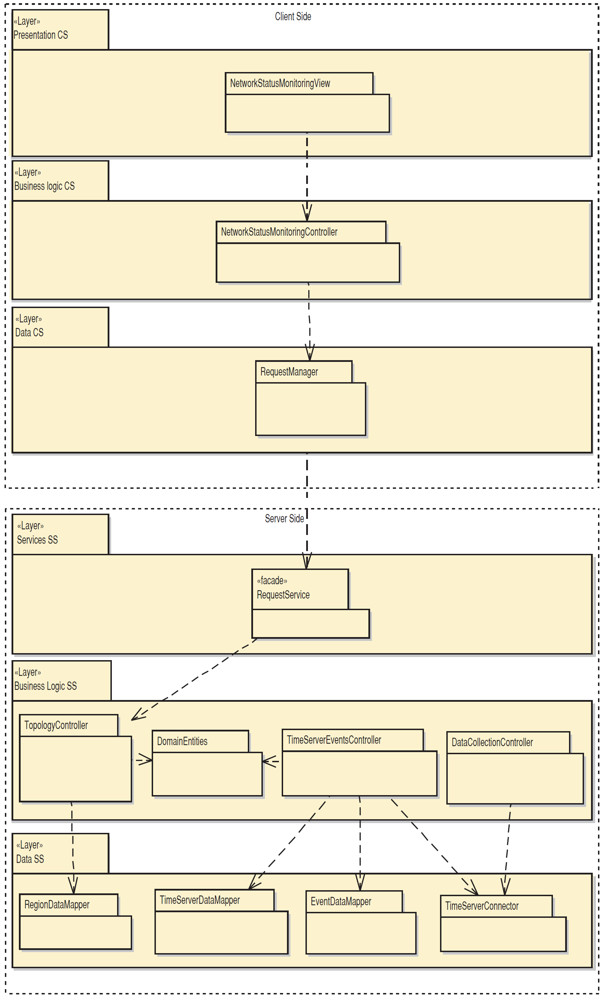 Client Side
«Layer»
Presentation CS
NetworkStatusMonitoringView
«Layer»
Business logic CS
NetworkStatusMonitoringController
«Layer»
Data CS
RequestManager
Server Side
«Layer»
Services SS
«facade»
RequestService
«Layer»
Business Logic SS
TopologyController
DomainEntities
TimeServerEventsController
DataCollectionController
«Layer»
Data SS
RegionDataMapper
TimeServerDataMapper
EventDataMapper
TimeServerConnector